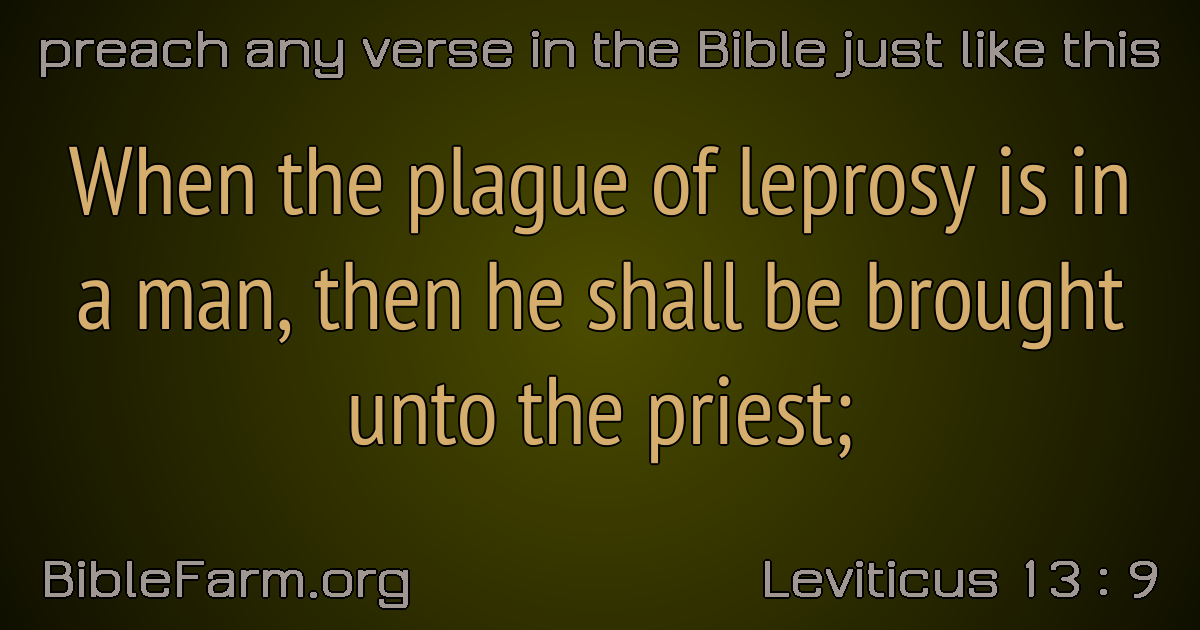 preach any verse in the Bible just like this
When the plague of leprosy is in
a man, then he shall be brought
unto the priest;
BibleFarm.org
Leviticus 13 : 9